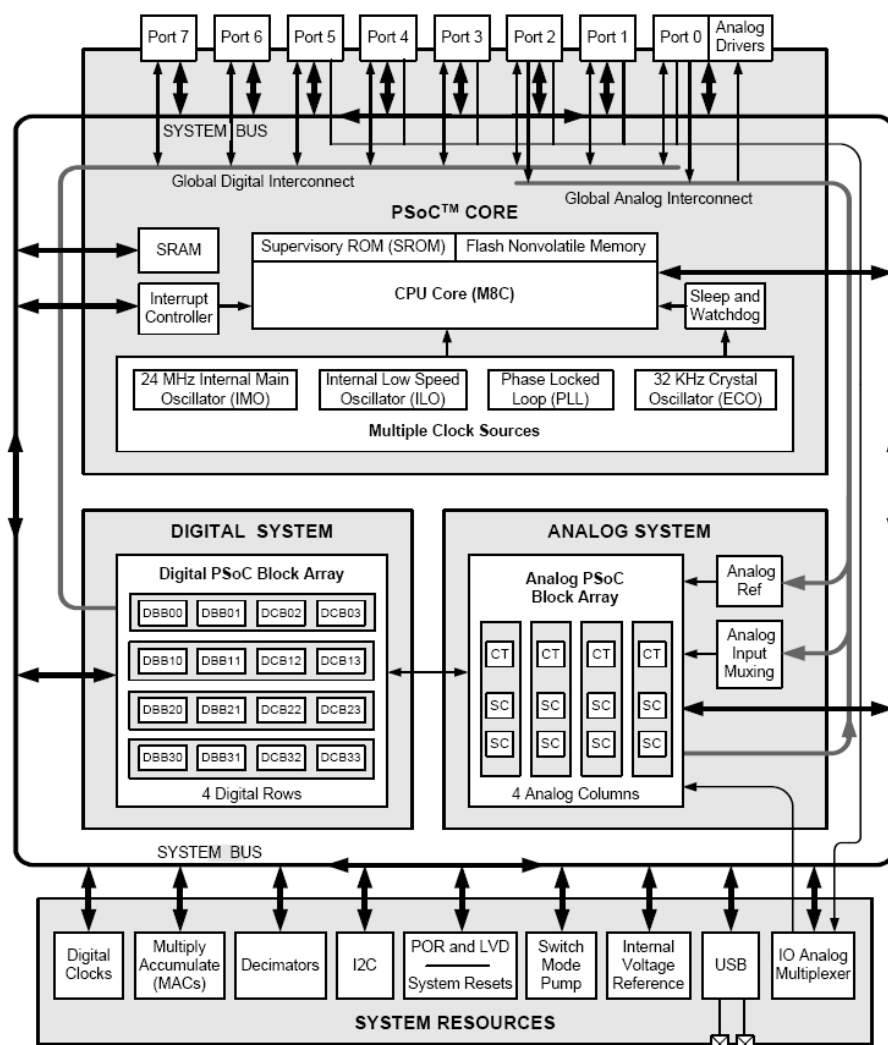 Port 7
Port 6
Port 5
Port 4
Port 3
Port 2
Port 1
Port 0
Analog
Drivers
SYSTEM BUS
Global Digital Interconnect
Global Analog Interconnect
PSoC™ CORE
SRAM
Supervisory ROM (SROM)
Flash Nonvolatile Memory
CPU Core (M8C)
Interrupt
Controller
Sleep and
Watchdog
24 MHz Internal Main
Oscillator (IMO)
Internal Low Speed
Oscillator (ILO)
Phase Locked
Loop (PLL)
32 KHz Crystal
Oscillator (ECO)
Multiple Clock Sources
DIGITAL SYSTEM
Digital PSoC Block Array
DBB00 DBB01 DCB02 DCB03
DBB10 DBB11 DCB12 DCB13
DBB20 DBB21 DCB22 DCB23
DBB30 DBB31 DCB32 DCB33
4 Digital Rows
ANALOG SYSTEM
Analog PSoC
Block Array
CT CT CT CT
SC SC SC SC
SC SC SC SC
4 Analog Columns
Analog
Ref
Analog
Input
Muxing
SYSTEM BUS
Digital
Clocks
Multiply
Accumulate
(MACs)
Decimators
I2C
POR and LVD
System Resets
Switch
Mode
Pump
Internal
Voltage
Reference
USB
IO Analog
Multiplexer
SYSTEM RESOURCES